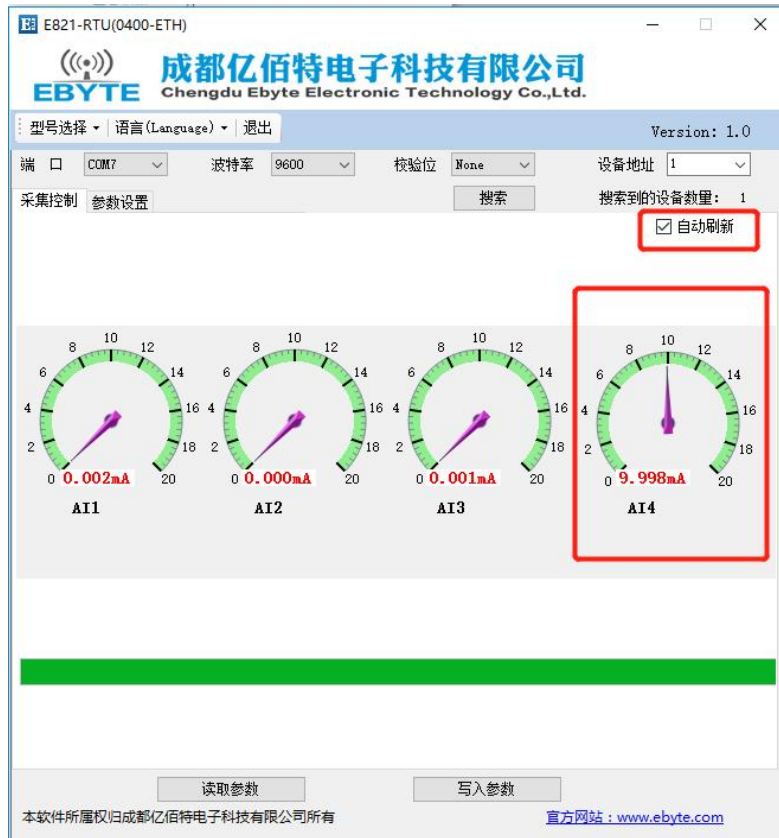 E821-RTU(0400-ETH)
EBYTE 成都亿佰特电子科技有限公司
Chengdu Ebyte Electronic Technology Co.,Ltd.
型号选择 语言(Language) 退出 Version: 1.0
端 口 COM7 波特率 9600 校验位 None 设备地址 1
采集控制 参数设置 搜索 搜索到的设备数量: 1
自动刷新
0 2 4 6 8 10 12 14 16 18 20
0.002mA
AI1
0 2 4 6 8 10 12 14 16 18 20
0.000mA
AI2
0 2 4 6 8 10 12 14 16 18 20
0.001mA
AI3
0 2 4 6 8 10 12 14 16 18 20
9.998mA
AI4
读取参数 写入参数
本软件所属权归成都亿佰特电子科技有限公司所有 官方网站：www.ebyte.com